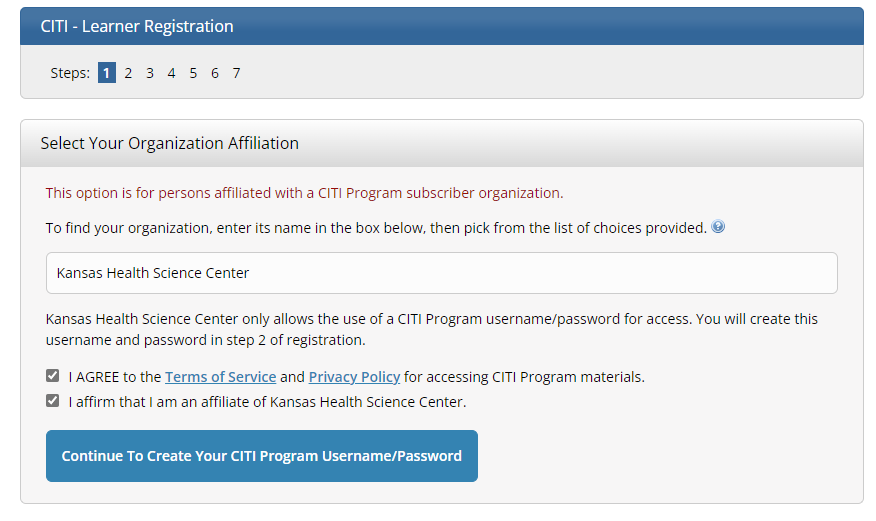 CITI - Learner Registration
Steps: 1 2 3 4 5 6 7
Select Your Organization Affiliation
This option is for persons affiliated with a CITI Program subscriber organization.
To find your organization, enter its name in the box below, then pick from the list of choices provided.
Kansas Health Science Center
Kansas Health Science Center only allows the use of a CITI Program username/password for access. You will create this
username and password in step 2 of registration.
I AGREE to the Terms of Service and Privacy Policy for accessing CITI Program materials.
I affirm that I am an affiliate of Kansas Health Science Center.
Continue To Create Your CITI Program Username/Password